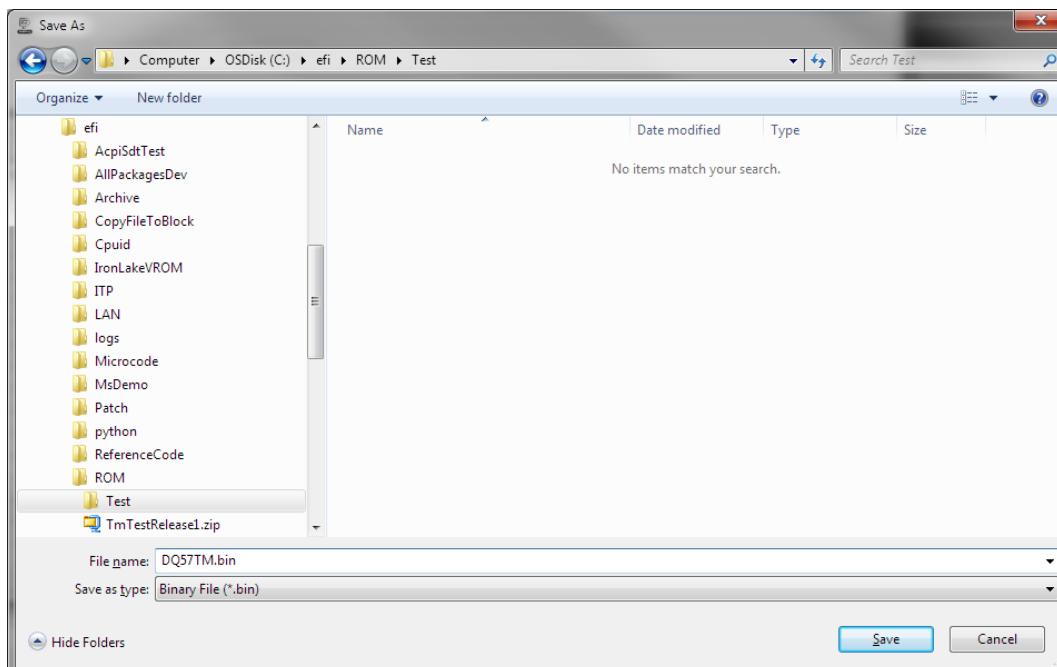 Save As
Computer ▸ OSDisk (C:) ▸ efi ▸ ROM ▸ Test
Search Test
Organize
New folder
efi
AcpiSdtTest
AllPackagesDev
Archive
CopyFileToBlock
Cpuid
IronLakeVROM
ITP
LAN
logs
Microcode
MsDemo
Patch
python
ReferenceCode
ROM
Test
TmTestRelease1.zip
Name Date modified Type Size
No items match your search.
File name: DQ57TM.bin
Save as type: Binary File (*.bin)
Hide Folders
Save
Cancel